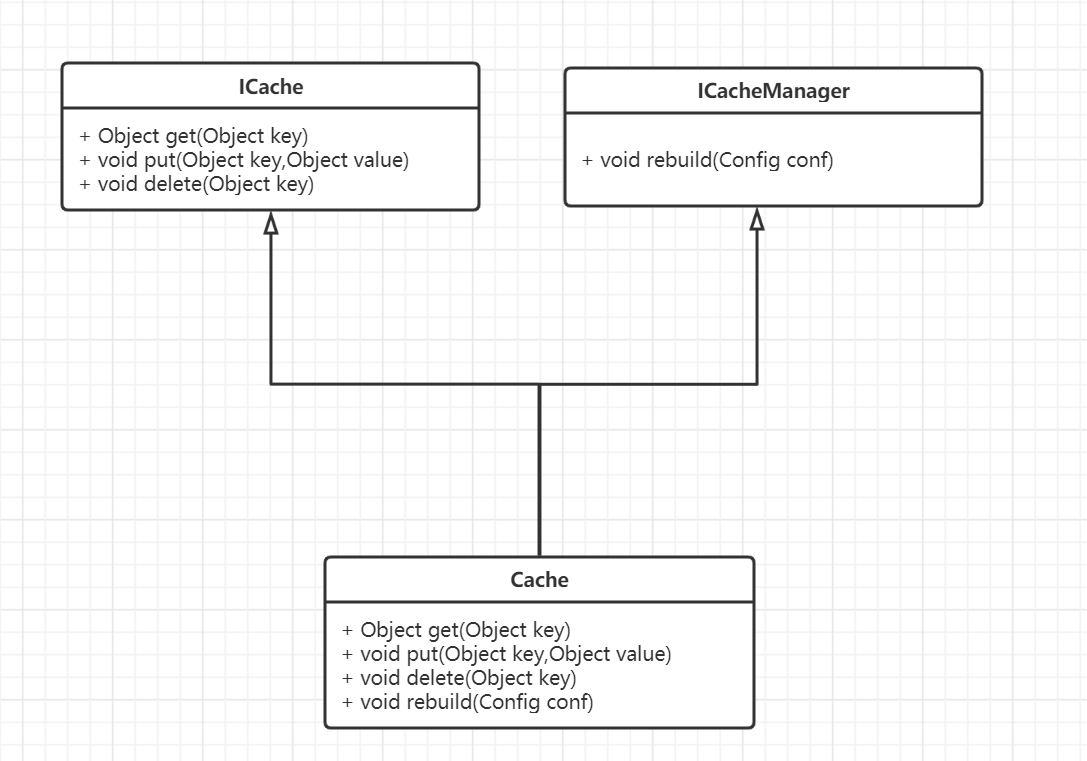 ICache
+ Object get(Object key)
+ void put(Object key,Object value)
+ void delete(Object key)
ICacheManager
+ void rebuild(Config conf)
Cache
+ Object get(Object key)
+ void put(Object key,Object value)
+ void delete(Object key)
+ void rebuild(Config conf)